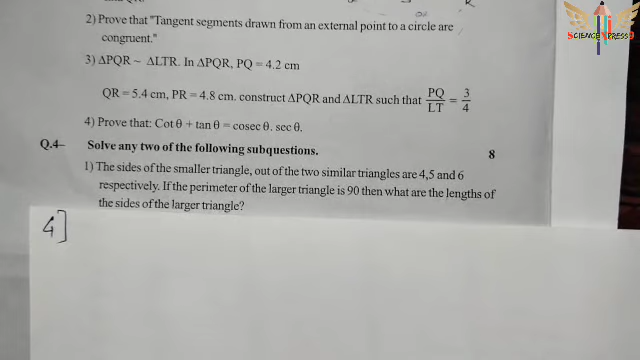 2) Prove that "Tangent segments drawn from an external point to a circle are
congruent."
3) ΔPQR ~ ΔLTR. In ΔPQR, PQ = 4.2 cm
QR = 5.4 cm, PR = 4.8 cm. construct ΔPQR and ΔLTR such that PQ/LT = 3/4
4) Prove that: Cot θ + tan θ = cosec θ. sec θ.
Q.4– Solve any two of the following subquestions. 8
1) The sides of the smaller triangle, out of the two similar triangles are 4,5 and 6
respectively. If the perimeter of the larger triangle is 90 then what are the lengths of
the sides of the larger triangle?
4]